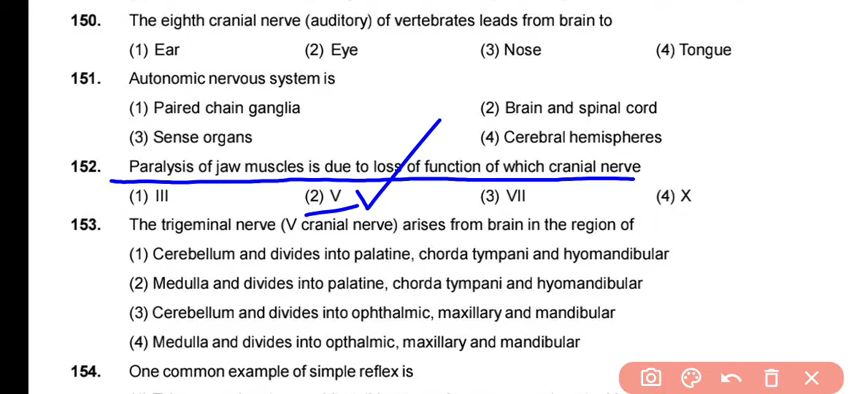 150. The eighth cranial nerve (auditory) of vertebrates leads from brain to
(1) Ear (2) Eye (3) Nose (4) Tongue
151. Autonomic nervous system is
(1) Paired chain ganglia (2) Brain and spinal cord
(3) Sense organs (4) Cerebral hemispheres
152. Paralysis of jaw muscles is due to loss of function of which cranial nerve
(1) III (2) V (3) VII (4) X
153. The trigeminal nerve (V cranial nerve) arises from brain in the region of
(1) Cerebellum and divides into palatine, chorda tympani and hyomandibular
(2) Medulla and divides into palatine, chorda tympani and hyomandibular
(3) Cerebellum and divides into ophthalmic, maxillary and mandibular
(4) Medulla and divides into opthalmic, maxillary and mandibular
154. One common example of simple reflex is